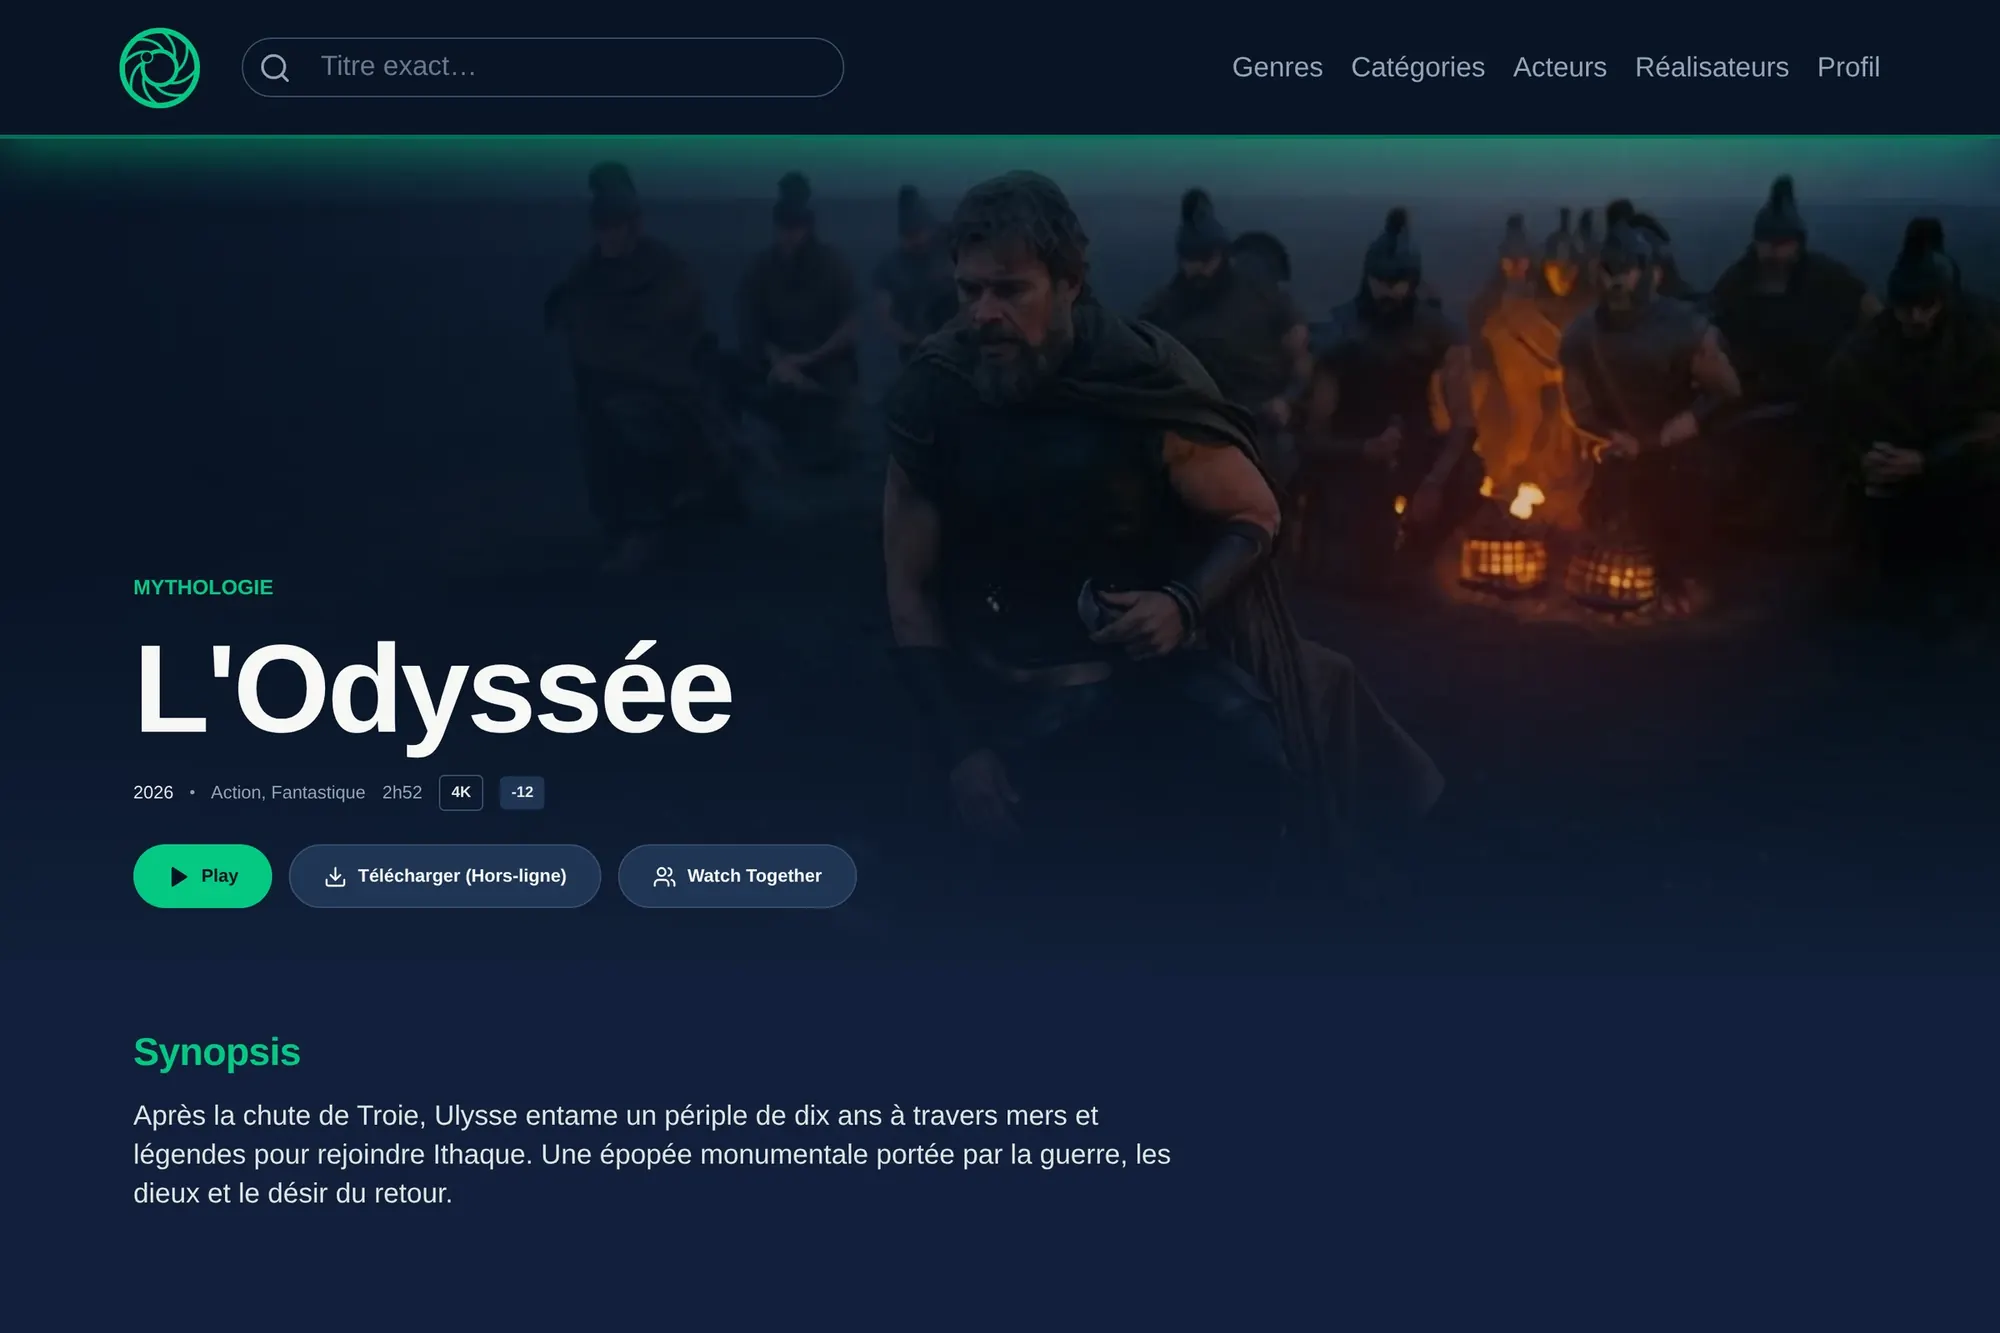 Titre exact…
Genres Catégories Acteurs Réalisateurs Profil
MYTHOLOGIE
L'Odyssée
2026 • Action, Fantastique 2h52 4K -12
Play Télécharger (Hors-ligne) Watch Together
Synopsis
Après la chute de Troie, Ulysse entame un périple de dix ans à travers mers et
légendes pour rejoindre Ithaque. Une épopée monumentale portée par la guerre, les
dieux et le désir du retour.